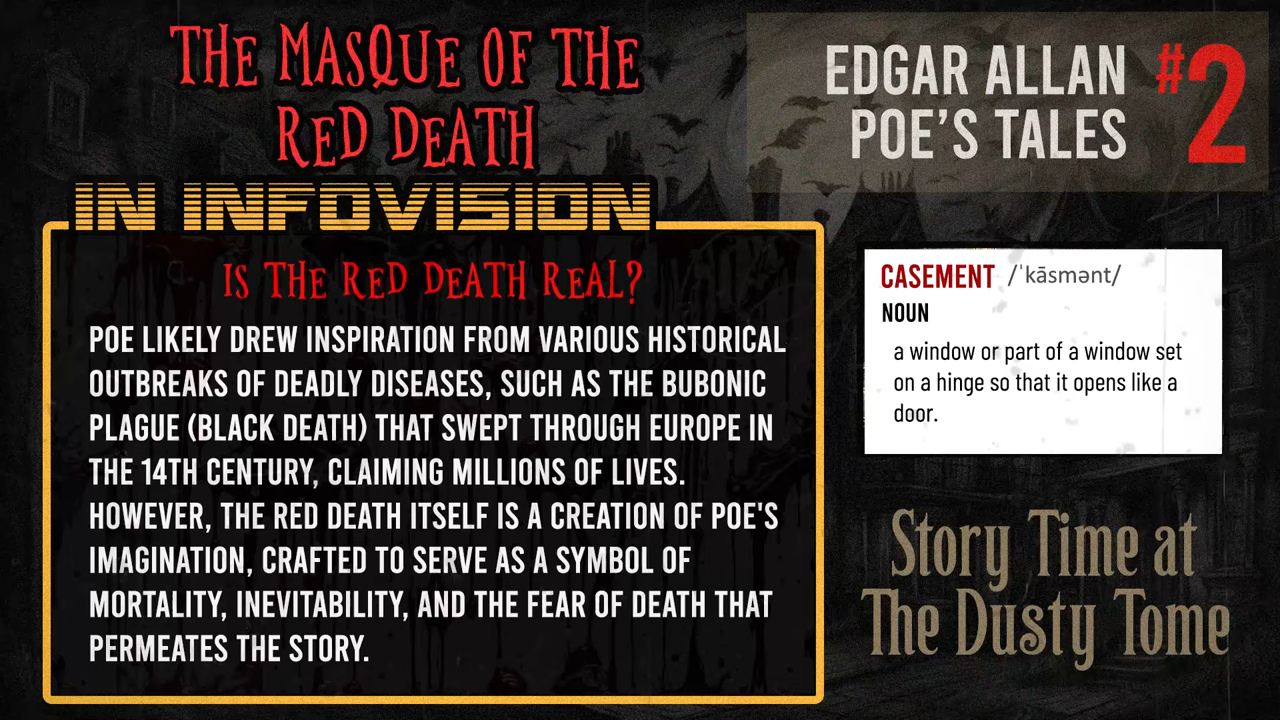 THE MASQUE OF THE
RED DEATH
IN INFOVISION
IS THE RED DEATH REAL?
POE LIKELY DREW INSPIRATION FROM VARIOUS HISTORICAL
OUTBREAKS OF DEADLY DISEASES, SUCH AS THE BUBONIC
PLAGUE (BLACK DEATH) THAT SWEPT THROUGH EUROPE IN
THE 14TH CENTURY, CLAIMING MILLIONS OF LIVES.
HOWEVER, THE RED DEATH ITSELF IS A CREATION OF POE'S
IMAGINATION, CRAFTED TO SERVE AS A SYMBOL OF
MORTALITY, INEVITABILITY, AND THE FEAR OF DEATH THAT
PERMEATES THE STORY.
EDGAR ALLAN
POE'S TALES
#2
CASEMENT /ˈkāsmənt/
NOUN
a window or part of a window set
on a hinge so that it opens like a
door.
Story Time at
The Dusty Tome